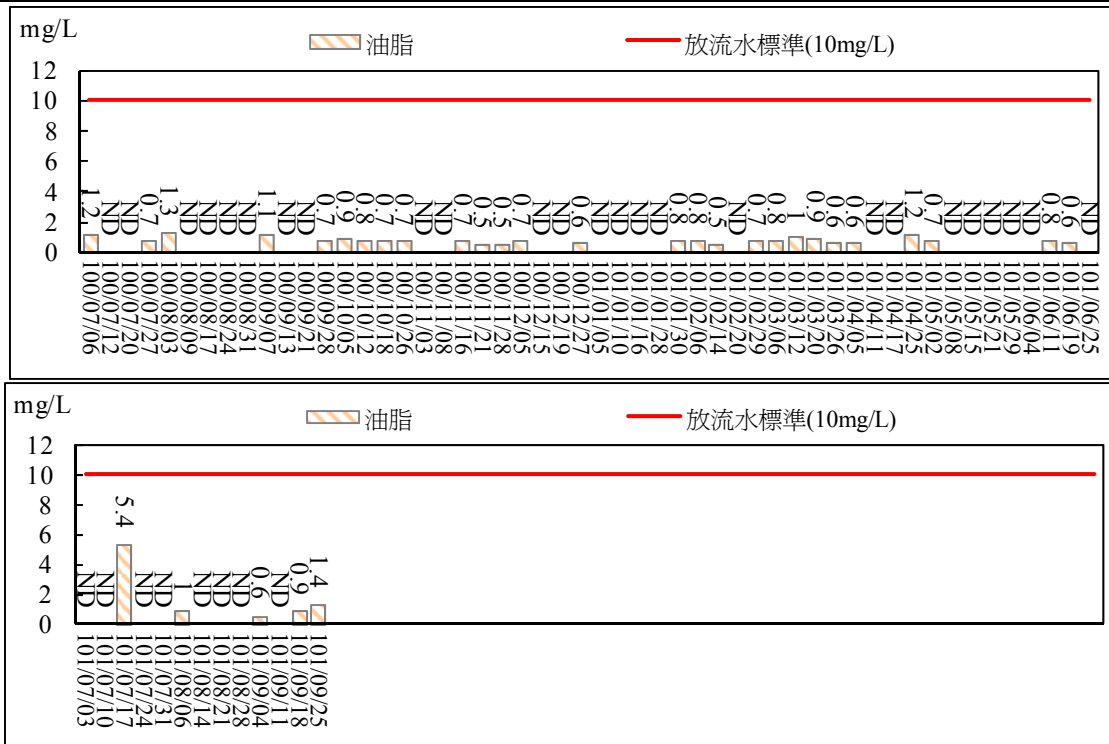 mg/L
油脂
放流水標準(10mg/L)
12
10
8
6
4
2
0
1.2
ND
ND
0.7
1.3
ND
ND
ND
ND
1.1
ND
ND
0.7
0.9
0.8
0.7
0.7
ND
ND
0.7
0.5
0.5
0.7
ND
ND
0.6
ND
ND
ND
ND
0.8
0.8
0.5
ND
0.7
0.8
1
0.9
0.6
0.6
ND
ND
1.2
0.7
ND
ND
ND
ND
ND
0.8
0.6
ND
100/07/06
100/07/12
100/07/20
100/07/27
100/08/03
100/08/09
100/08/17
100/08/24
100/08/31
100/09/07
100/09/13
100/09/21
100/09/28
100/10/05
100/10/12
100/10/18
100/10/26
100/11/03
100/11/08
100/11/16
100/11/21
100/11/28
100/12/05
100/12/15
100/12/19
100/12/27
101/01/05
101/01/10
101/01/16
101/01/28
101/01/30
101/02/06
101/02/14
101/02/20
101/02/29
101/03/06
101/03/12
101/03/20
101/03/26
101/04/05
101/04/11
101/04/17
101/04/25
101/05/02
101/05/08
101/05/15
101/05/21
101/05/29
101/06/04
101/06/11
101/06/19
101/06/25
mg/L
油脂
放流水標準(10mg/L)
12
10
8
6
4
2
0
ND
ND
5.4
ND
ND
1
ND
ND
ND
0.6
ND
0.9
1.4
101/07/03
101/07/10
101/07/17
101/07/24
101/07/31
101/08/06
101/08/14
101/08/21
101/08/28
101/09/04
101/09/11
101/09/18
101/09/25